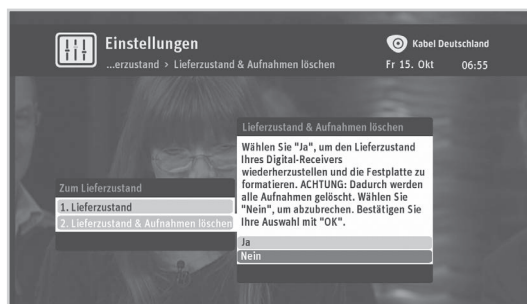 Einstellungen
...erzustand > Lieferzustand & Aufnahmen löschen
Kabel Deutschland
Fr 15. Okt 06:55
Zum Lieferzustand
1. Lieferzustand
2. Lieferzustand & Aufnahmen löschen
Lieferzustand & Aufnahmen löschen
Wählen Sie "Ja", um den Lieferzustand
Ihres Digital-Receivers
wiederherzustellen und die Festplatte zu
formatieren. ACHTUNG: Dadurch werden
alle Aufnahmen gelöscht. Wählen Sie
"Nein", um abzubrechen. Bestätigen Sie
Ihre Auswahl mit "OK".
Ja
Nein